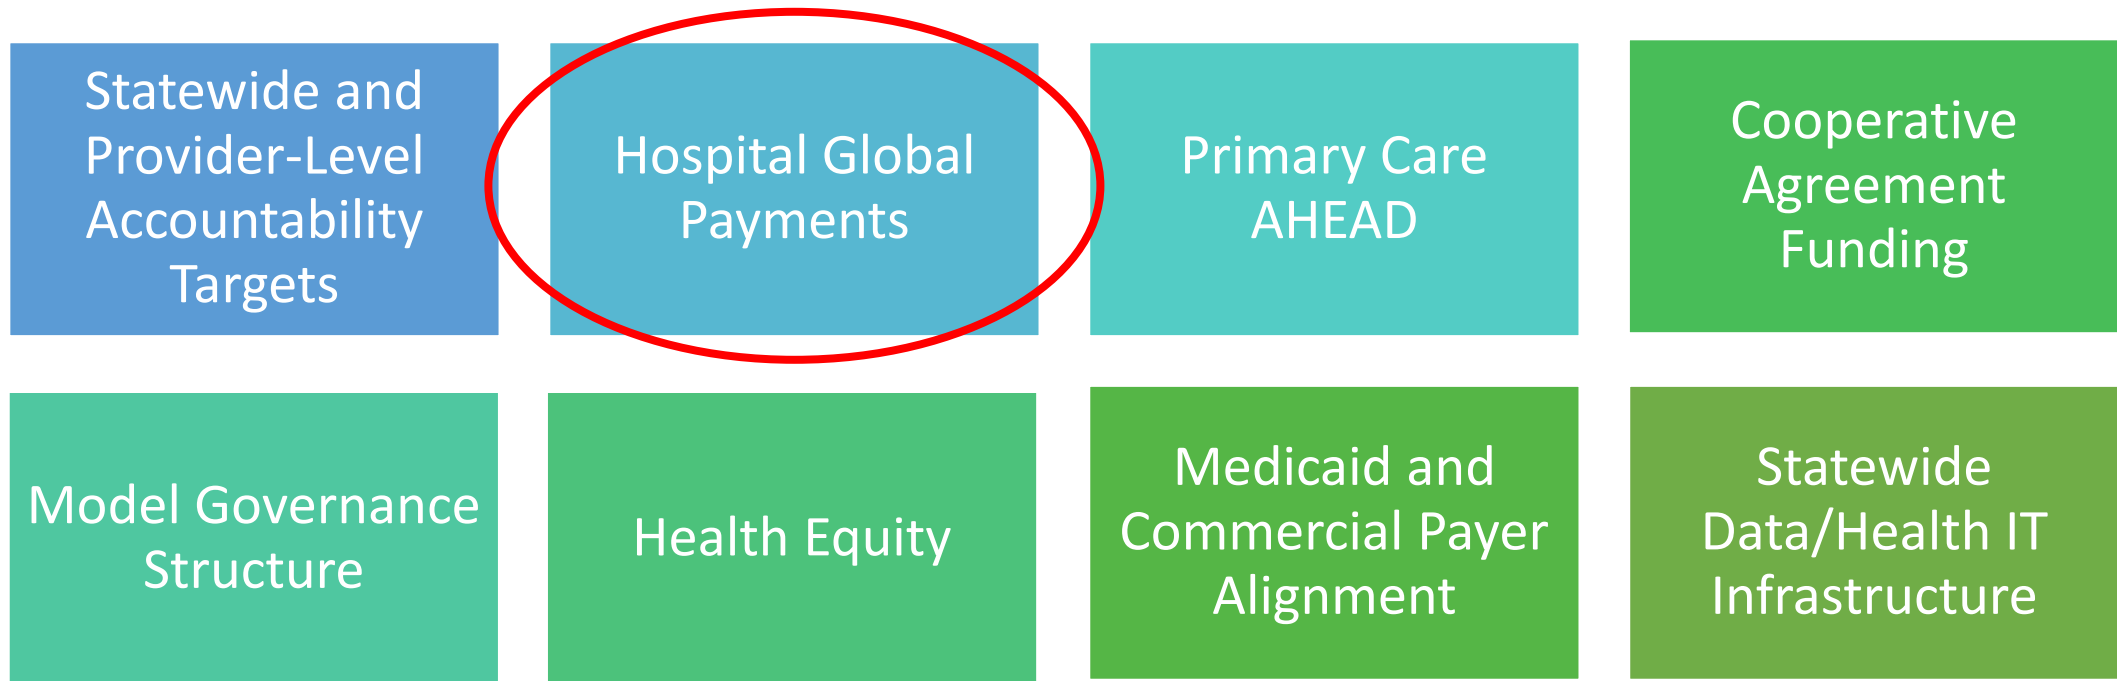 Statewide and
Provider-Level
Accountability
Targets
Hospital Global
Payments
Primary Care
AHEAD
Cooperative
Agreement
Funding
Model Governance
Structure
Health Equity
Medicaid and
Commercial Payer
Alignment
Statewide
Data/Health IT
Infrastructure